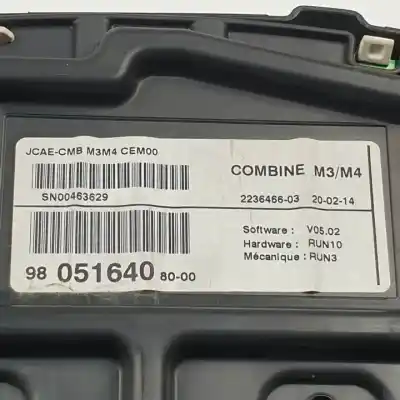 JCAE-CMB M3M4 CEM00
COMBINE M3/M4
SN00463629
2236466-03 20-02-14
Software : V05.02
Hardware : RUN10
Mécanique : RUN3
98 051640 80-00